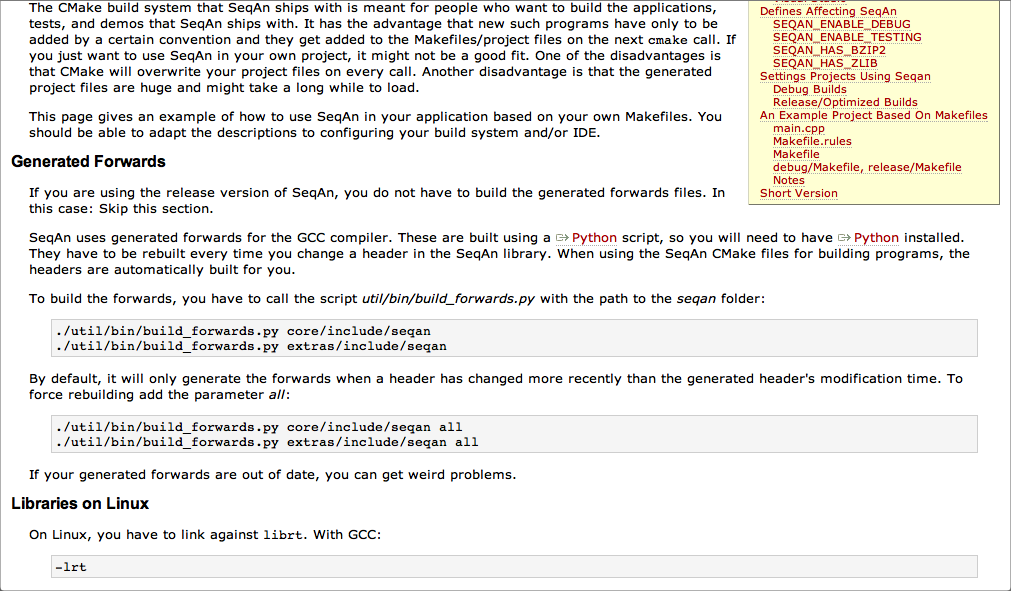 The CMake build system that SeqAn ships with is meant for people who want to build the applications,
tests, and demos that SeqAn ships with. It has the advantage that new such programs have only to be
added by a certain convention and they get added to the Makefiles/project files on the next cmake call. If
you just want to use SeqAn in your own project, it might not be a good fit. One of the disadvantages is
that CMake will overwrite your project files on every call. Another disadvantage is that the generated
project files are huge and might take a long while to load.
This page gives an example of how to use SeqAn in your application based on your own Makefiles. You
should be able to adapt the descriptions to configuring your build system and/or IDE.
Defines Affecting SeqAn
SEQAN_ENABLE_DEBUG
SEQAN_ENABLE_TESTING
SEQAN_HAS_BZIP2
SEQAN_HAS_ZLIB
Settings Projects Using Seqan
Debug Builds
Release/Optimized Builds
An Example Project Based On Makefiles
main.cpp
Makefile.rules
Makefile
debug/Makefile, release/Makefile
Notes
Short Version
Generated Forwards
If you are using the release version of SeqAn, you do not have to build the generated forwards files. In
this case: Skip this section.
SeqAn uses generated forwards for the GCC compiler. These are built using a Python script, so you will need to have Python installed.
They have to be rebuilt every time you change a header in the SeqAn library. When using the SeqAn CMake files for building programs, the
headers are automatically built for you.
To build the forwards, you have to call the script util/bin/build_forwards.py with the path to the seqan folder:
./util/bin/build_forwards.py core/include/seqan
./util/bin/build_forwards.py extras/include/seqan
By default, it will only generate the forwards when a header has changed more recently than the generated header's modification time. To
force rebuilding add the parameter all:
./util/bin/build_forwards.py core/include/seqan all
./util/bin/build_forwards.py extras/include/seqan all
If your generated forwards are out of date, you can get weird problems.
Libraries on Linux
On Linux, you have to link against librt. With GCC:
-lrt